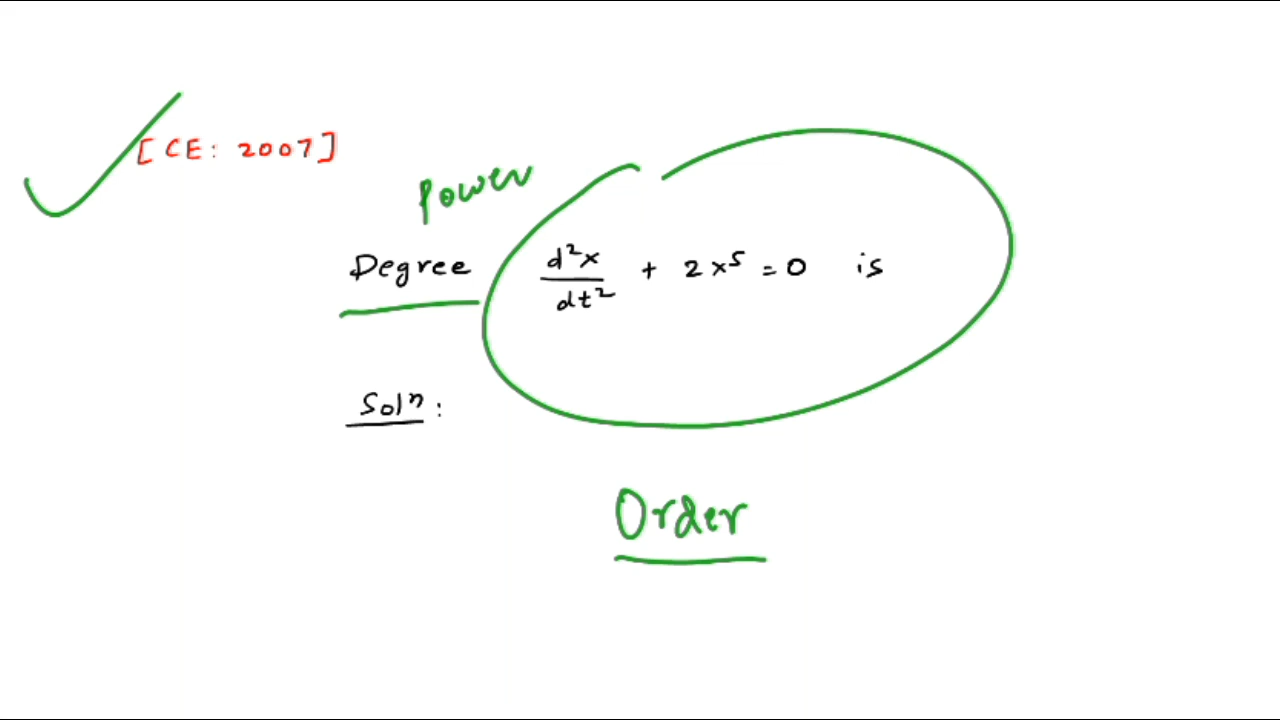 [CE: 2007]
Power
Degree d²x/dt² + 2x⁵ = 0 is
Solⁿ:
Order